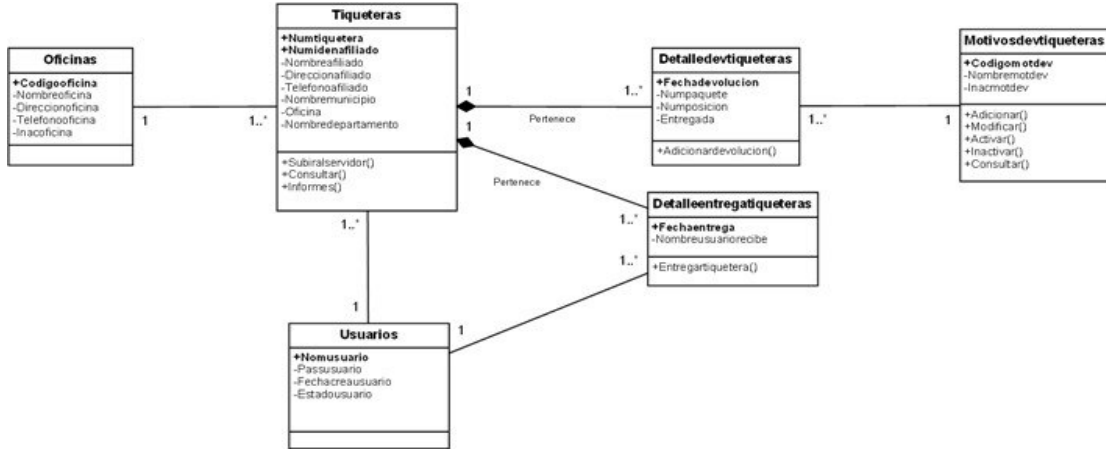 Tiqueteras
+Numtiquetera
+Numidenafiliado
-Nombreafiliado
-Direccionafiliado
-Telefonoafiliado
-Nombremunicipio
-Oficina
-Nombredepartamento
+Subiralservidor()
+Consultar()
+Informes()
Oficinas
+Codigooficina
-Nombreoficina
-Direccionoficina
-Telefonooficina
-Inacoficina
1
1..*
1
Pertenece
1..*
1
Pertenece
1..*
Detalledevtiqueteras
+Fechadevolucion
-Numpaquete
-Numposicion
-Entregada
+Adicionardevolucion()
1..*
1
Motivosdevtiqueteras
+Codigomotdev
-Nombremotdev
-Inacmotdev
+Adicionar()
+Modificar()
+Activar()
+Inactivar()
+Consultar()
Detalleentregatiqueteras
+Fechaentrega
-Nombreusuariorecibe
+Entregartiquetera()
1..*
1
1..*
1
Usuarios
+Nomusuario
-Passusuario
-Fechacreausuario
-Estadousuario